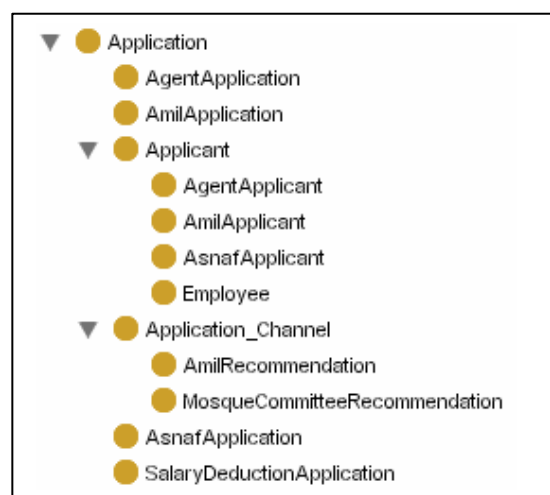 Application
AgentApplication
AmilApplication
Applicant
AgentApplicant
AmilApplicant
AsnafApplicant
Employee
Application_Channel
AmilRecommendation
MosqueCommitteeRecommendation
AsnafApplication
SalaryDeductionApplication